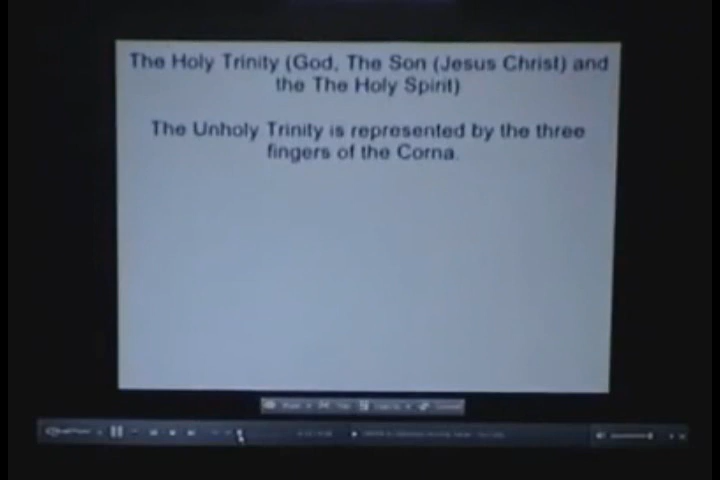 The Holy Trinity (God, The Son (Jesus Christ) and
the The Holy Spirit)
The Unholy Trinity is represented by the three
fingers of the Corna.